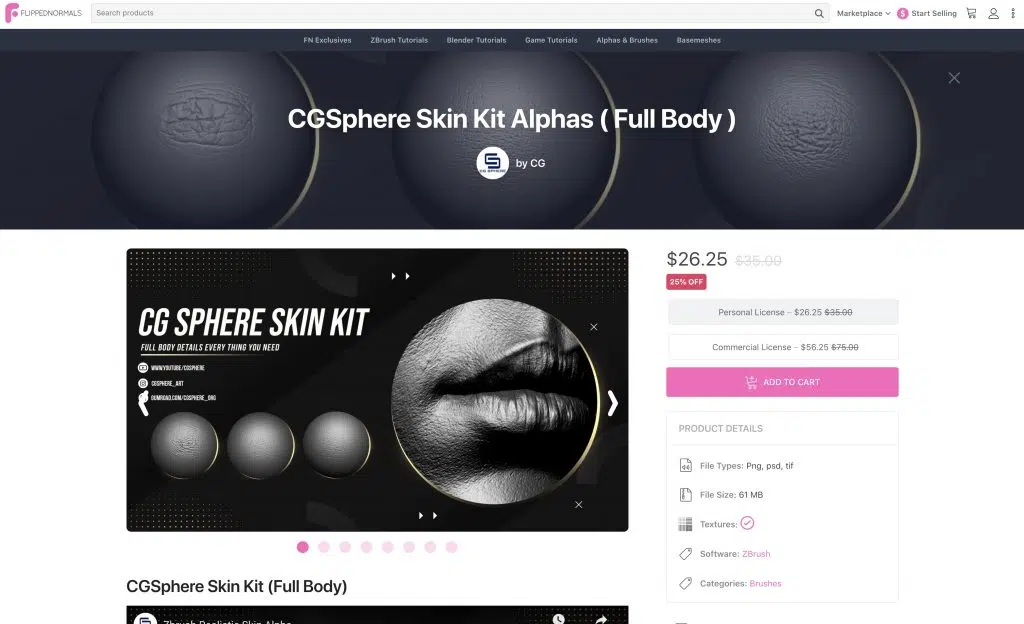 FLIPPEDNORMALS
Search products
Marketplace
$ Start Selling
FN Exclusives
ZBrush Tutorials
Blender Tutorials
Game Tutorials
Alphas & Brushes
Basemeshes
CGSphere Skin Kit Alphas ( Full Body )
CG SPHERE
by CG
CG SPHERE SKIN KIT
FULL BODY DETAILS EVERY THING YOU NEED
WWW.YOUTUBE/CGSPHERE
CGSPHERE_ART
GUMROAD.COM/CGSPHERE_ORG
$26.25 $35.00
25% OFF
Personal License – $26.25 $35.00
Commercial License – $56.25 $75.00
ADD TO CART
PRODUCT DETAILS
File Types: Png, psd, tif
File Size: 61 MB
Textures:
Software: ZBrush
Categories: Brushes
CGSphere Skin Kit (Full Body)
Zbrush Realistic Skin Alpha